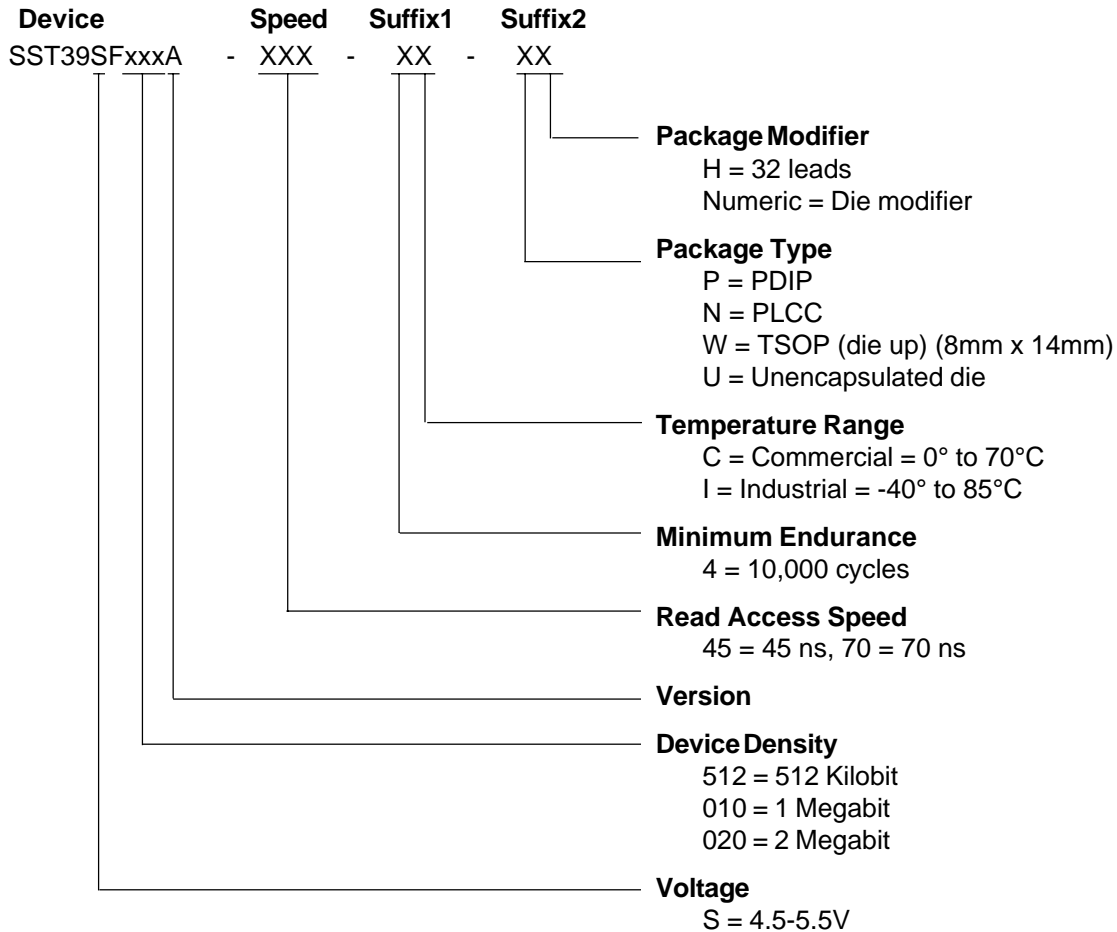 Device Speed Suffix1 Suffix2
SST39SFxxxA - XXX - XX - XX
Package Modifier
H = 32 leads
Numeric = Die modifier
Package Type
P = PDIP
N = PLCC
W = TSOP (die up) (8mm x 14mm)
U = Unencapsulated die
Temperature Range
C = Commercial = 0° to 70°C
I = Industrial = -40° to 85°C
Minimum Endurance
4 = 10,000 cycles
Read Access Speed
45 = 45 ns, 70 = 70 ns
Version
Device Density
512 = 512 Kilobit
010 = 1 Megabit
020 = 2 Megabit
Voltage
S = 4.5-5.5V